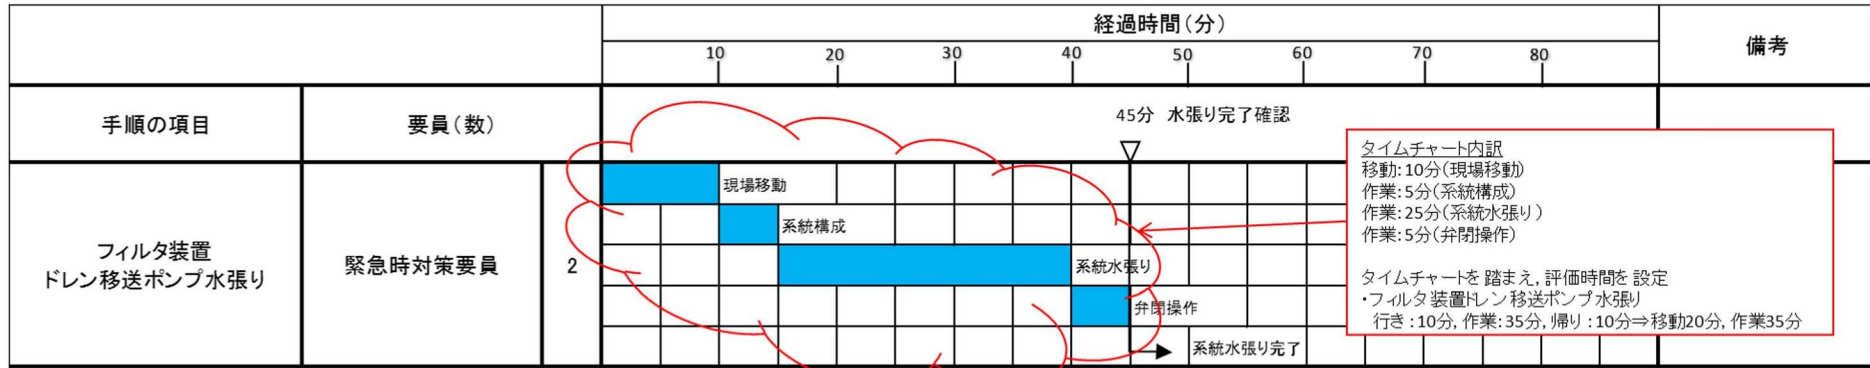 経過時間(分)
備考
10 20 30 40 50 60 70 80
手順の項目
要員(数)
45分 水張り完了確認
フィルタ装置
ドレン移送ポンプ水張り
緊急時対策要員
2
現場移動
系統構成
系統水張り
弁閉操作
系統水張り完了
タイムチャート内訳
移動:10分(現場移動)
作業:5分(系統構成)
作業:25分(系統水張り)
作業:5分(弁閉操作)
タイムチャートを踏まえ,評価時間を設定
・フィルタ装置ドレン移送ポンプ水張り
行き:10分,作業:35分,帰り:10分⇒移動20分,作業35分